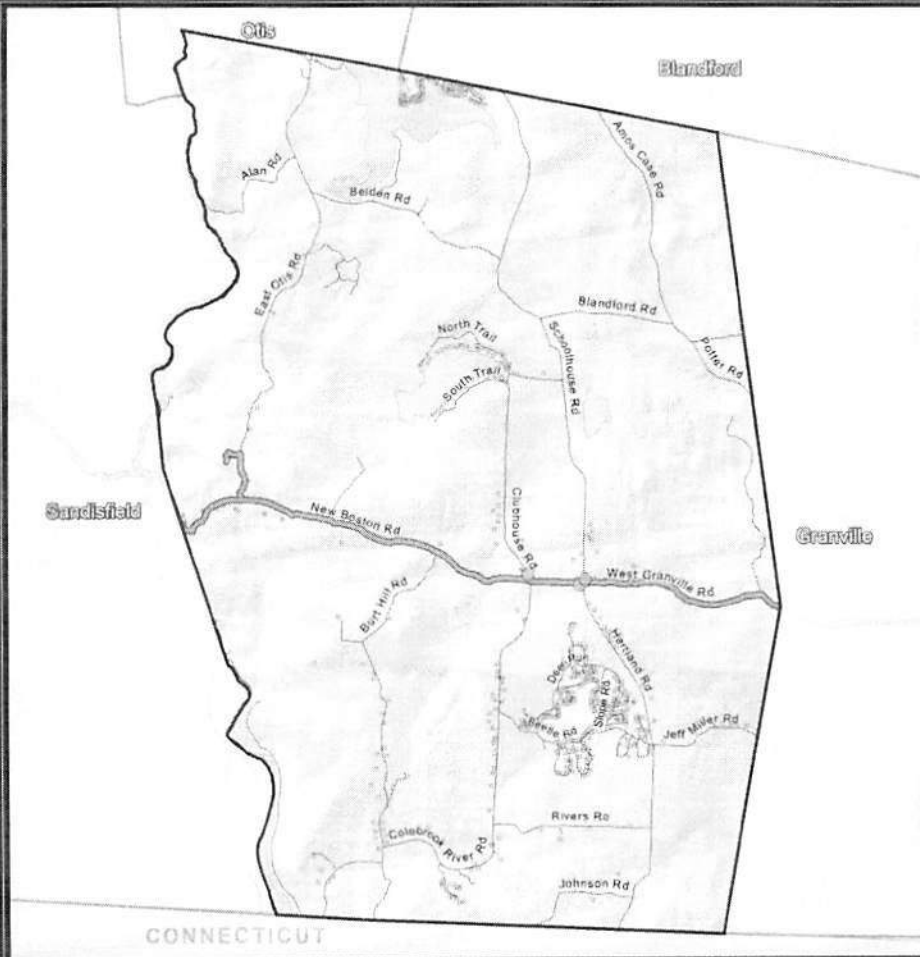 Otis
Blandford
Amos Case Rd
Alan Rd
Belden Rd
East Otis Rd
Blandford Rd
North Trail
Schoolhouse Rd
Potter Rd
South Trail
Clubhouse Rd
Sandisfield
New Boston Rd
Granville
West Granville Rd
Burt Hill Rd
Hartland Rd
Deer Run
Slope Rd
Beetle Rd
Jeff Miller Rd
Rivers Rd
Colebrook
River Rd
Johnson Rd
CONNECTICUT